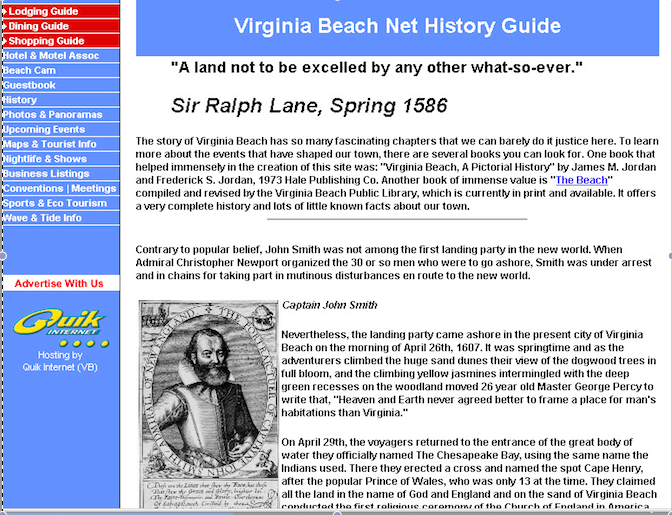 Lodging Guide
Dining Guide
Shopping Guide
Hotel & Motel Assoc
Beach Cam
Guestbook
History
Photos & Panoramas
Upcoming Events
Maps & Tourist Info
Nightlife & Shows
Business Listings
Conventions | Meetings
Sports & Eco Tourism
Wave & Tide Info
Advertise With Us
Quik
INTERNET
Hosting by
Quik Internet (VB)
Virginia Beach Net History Guide
"A land not to be excelled by any other what-so-ever."
Sir Ralph Lane, Spring 1586
The story of Virginia Beach has so many fascinating chapters that we can barely do it justice here. To learn
more about the events that have shaped our town, there are several books you can look for. One book that
helped immensely in the creation of this site was: "Virginia Beach, A Pictorial History" by James M. Jordan
and Frederick S. Jordan, 1973 Hale Publishing Co. Another book of immense value is "The Beach"
compiled and revised by the Virginia Beach Public Library, which is currently in print and available. It offers
a very complete history and lots of little known facts about our town.
Contrary to popular belief, John Smith was not among the first landing party in the new world. When
Admiral Christopher Newport organized the 30 or so men who were to go ashore, Smith was under arrest
and in chains for taking part in mutinous disturbances en route to the new world.
Captain John Smith
Nevertheless, the landing party came ashore in the present city of Virginia
Beach on the morning of April 26th, 1607. It was springtime and as the
adventurers climbed the huge sand dunes their view of the dogwood trees in
full bloom, and the climbing yellow jasmines intermingled with the deep
green recesses on the woodland moved 26 year old Master George Percy to
write that, "Heaven and Earth never agreed better to frame a place for man's
habitations than Virginia."
On April 29th, the voyagers returned to the entrance of the great body of
water they officially named The Chesapeake Bay, using the same name the
Indians used. There they erected a cross and named the spot Cape Henry,
after the popular Prince of Wales, who was only 13 at the time. They claimed
all the land in the name of God and England and on the sand of Virginia Beach
conducted the first religious ceremony of the Church of England in America